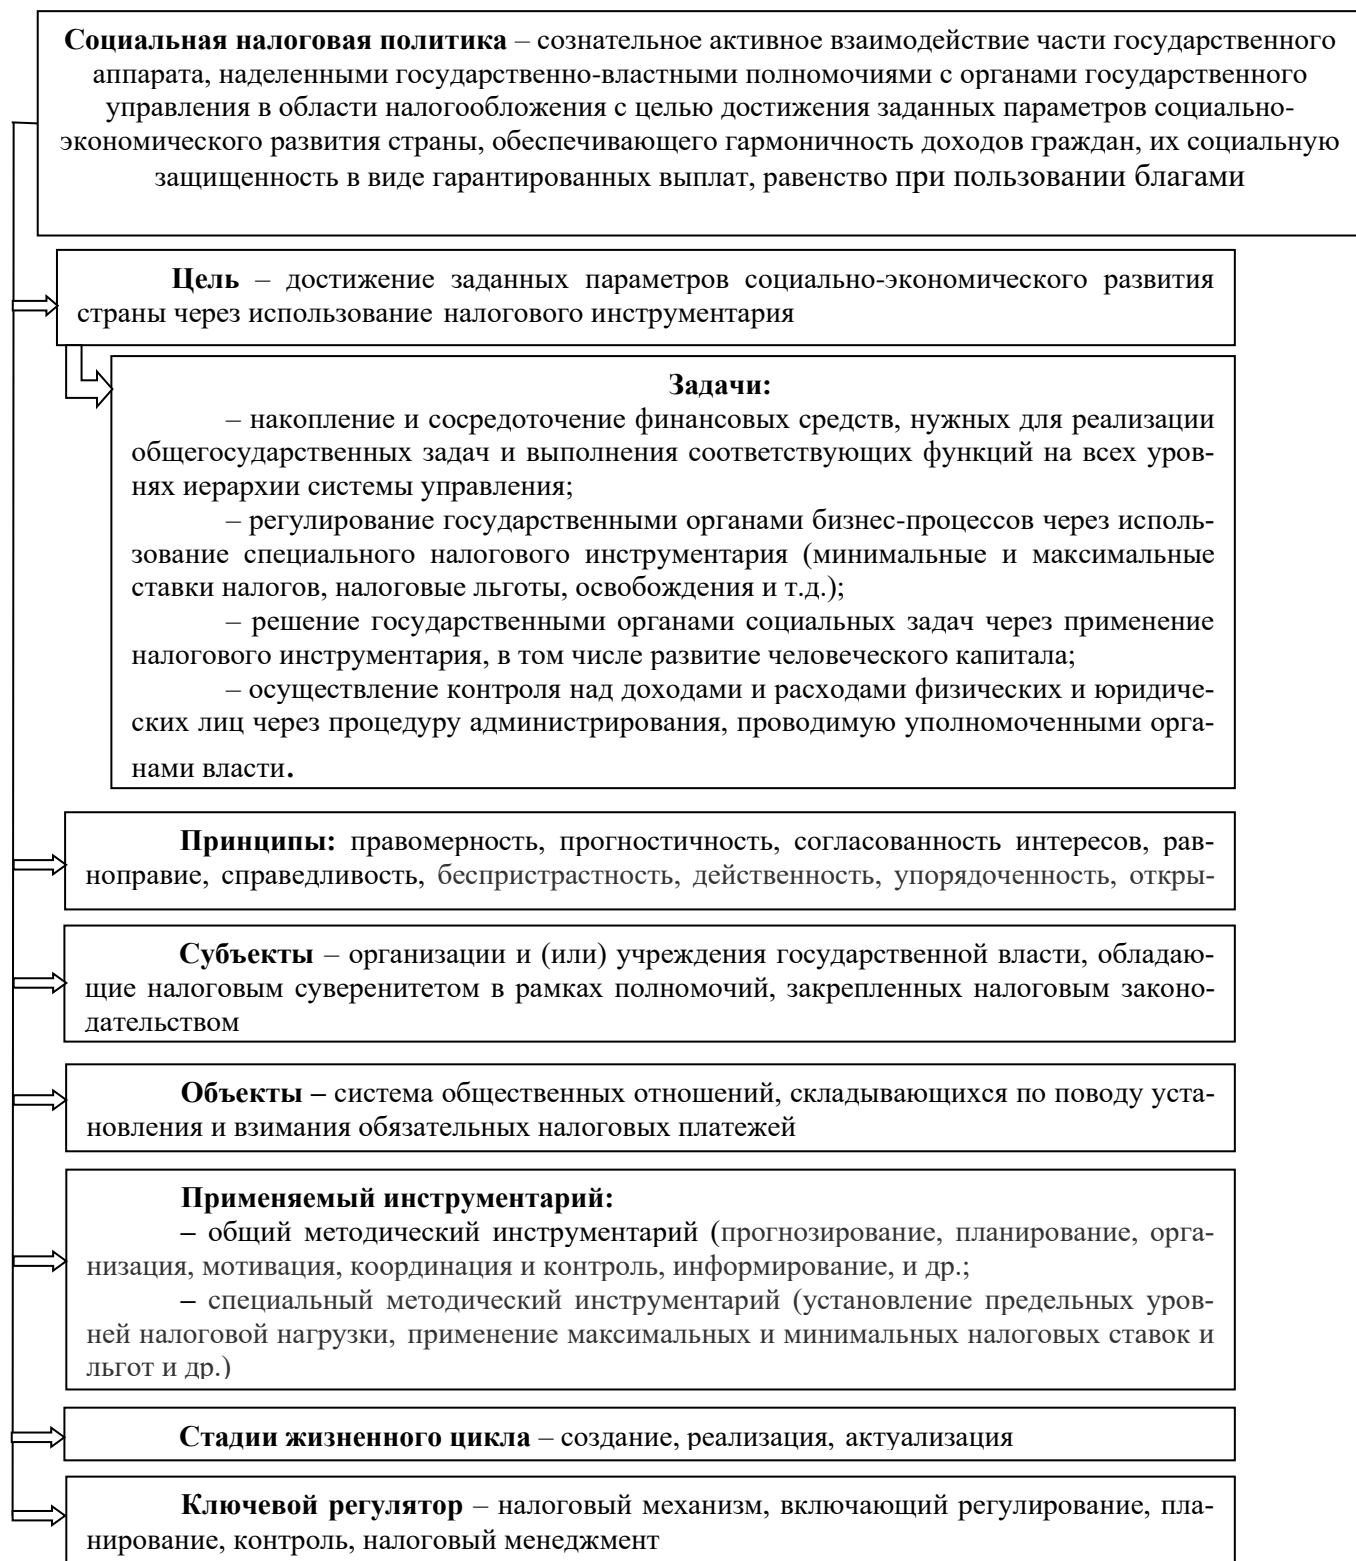 Социальная налоговая политика – сознательное активное взаимодействие части государственного
аппарата, наделенными государственно-властными полномочиями с органами государственного
управления в области налогообложения с целью достижения заданных параметров социально-
экономического развития страны, обеспечивающего гармоничность доходов граждан, их социальную
защищенность в виде гарантированных выплат, равенство при пользовании благами
Цель – достижение заданных параметров социально-экономического развития
страны через использование налогового инструментария
Задачи:
– накопление и сосредоточение финансовых средств, нужных для реализации
общегосударственных задач и выполнения соответствующих функций на всех уров-
нях иерархии системы управления;
– регулирование государственными органами бизнес-процессов через исполь-
зование специального налогового инструментария (минимальные и максимальные
ставки налогов, налоговые льготы, освобождения и т.д.);
– решение государственными органами социальных задач через применение
налогового инструментария, в том числе развитие человеческого капитала;
– осуществление контроля над доходами и расходами физических и юридиче-
ских лиц через процедуру администрирования, проводимую уполномоченными орга-
нами власти.
Принципы: правомерность, прогностичность, согласованность интересов, рав-
ноправие, справедливость, беспристрастность, действенность, упорядоченность, откры-
Субъекты – организации и (или) учреждения государственной власти, обладаю-
щие налоговым суверенитетом в рамках полномочий, закрепленных налоговым законо-
дательством
Объекты – система общественных отношений, складывающихся по поводу уста-
новления и взимания обязательных налоговых платежей
Применяемый инструментарий:
– общий методический инструментарий (прогнозирование, планирование, орга-
низация, мотивация, координация и контроль, информирование, и др.;
– специальный методический инструментарий (установление предельных уров-
ней налоговой нагрузки, применение максимальных и минимальных налоговых ставок и
льгот и др.)
Стадии жизненного цикла – создание, реализация, актуализация
Ключевой регулятор – налоговый механизм, включающий регулирование, пла-
нирование, контроль, налоговый менеджмент